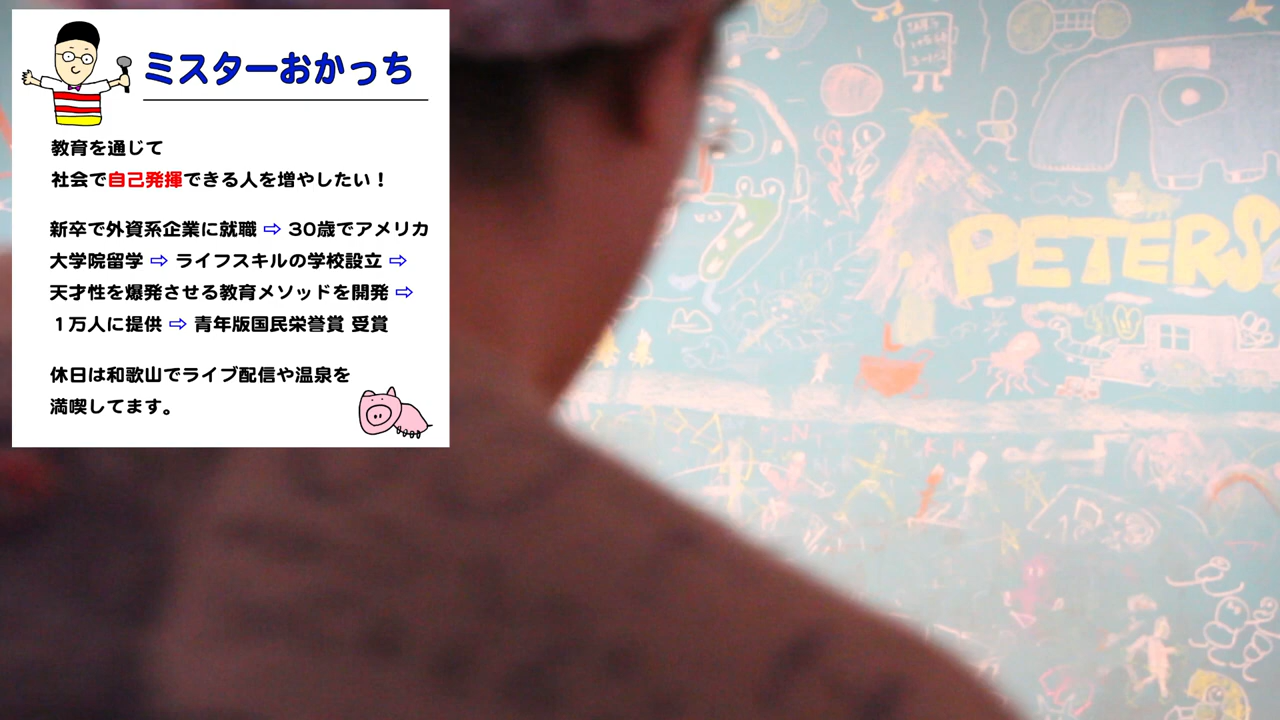 ミスターおかっち
教育を通じて
社会で自己発揮できる人を増やしたい！
新卒で外資系企業に就職 ⇨ 30歳でアメリカ
大学院留学 ⇨ ライフスキルの学校設立 ⇨
天才性を爆発させる教育メソッドを開発 ⇨
１万人に提供 ⇨ 青年版国民栄誉賞 受賞
休日は和歌山でライブ配信や温泉を
満喫してます。
PETERS